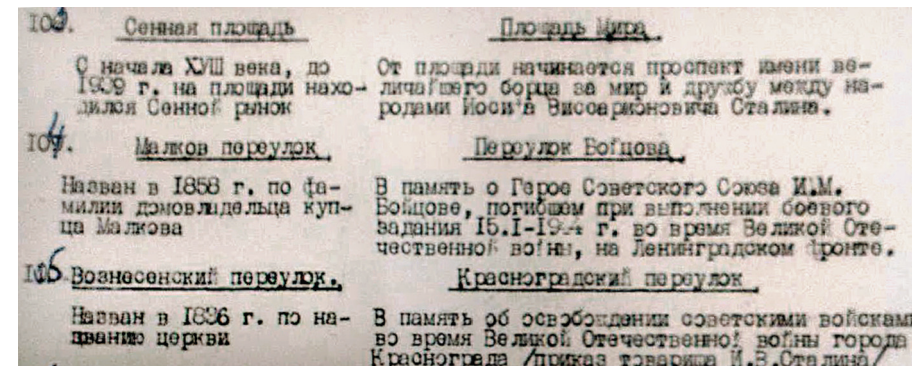 103. Сенная площадь Площадь Мира.
С начала ХУШ века, до От площади начинается проспект имени ве-
1939 г. на площади нахо- личайшего борца за мир и дружбу между на-
дился Сенной рынок родами Иосифа Виссарионовича Сталина.
104. Малков переулок. Переулок Бойцова.
Назван в 1858 г. по фа- В память о Герое Советского Союза И.М.
милии домовладельца куп- Бойцове, погибшем при выполнении боевого
ца Малкова задания 15.I- г. во время Великой Оте-
чественной войны, на Ленинградском фронте.
105. Вознесенский переулок. Красноградский переулок
Назван в 1836 г. по на- В память об освобождении советскими войсками
званию церкви во время Великой Отечественной войны города
Краснограда /приказ товарища И.В.Сталина/